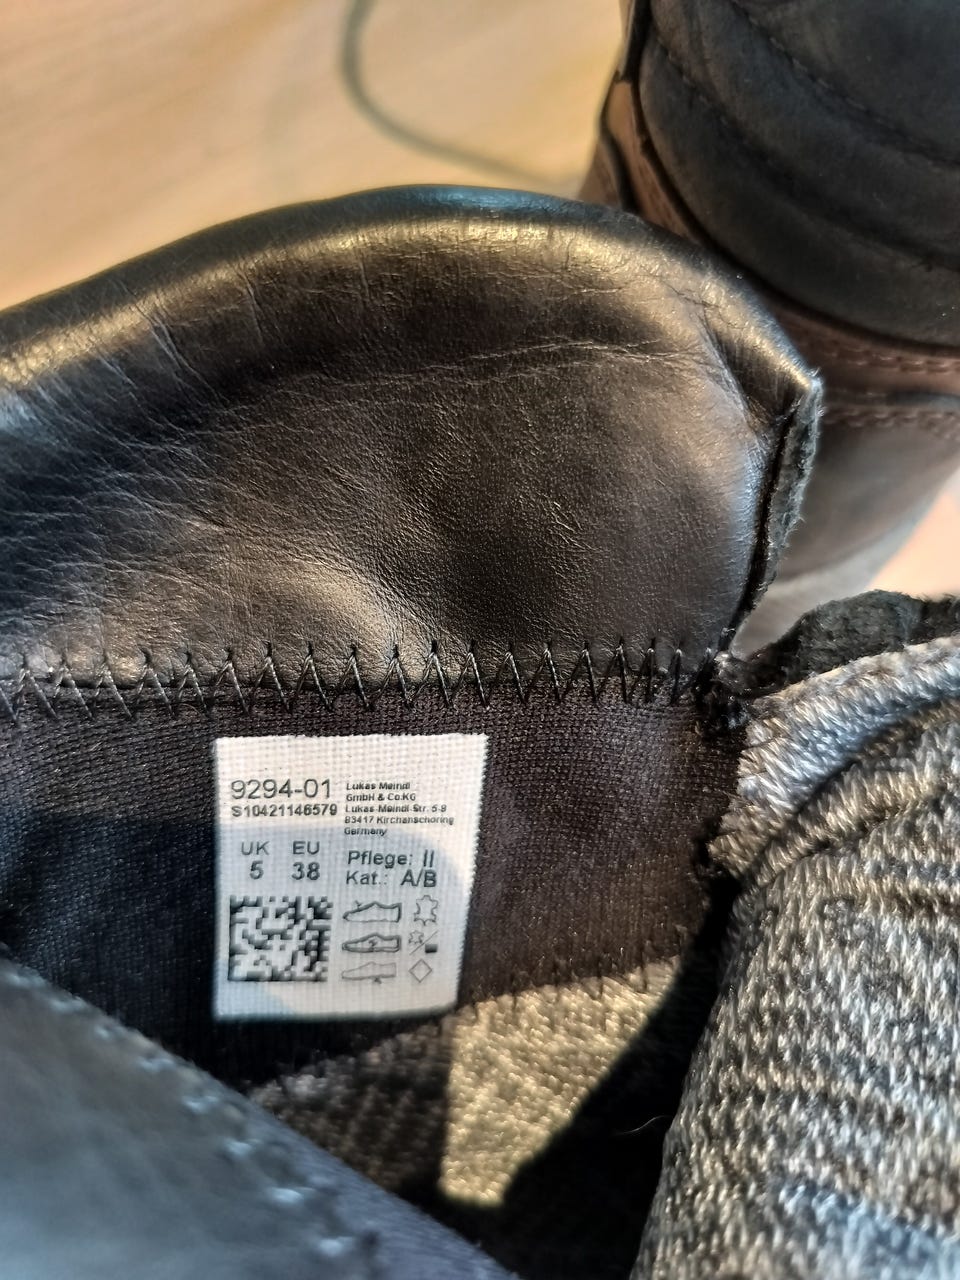 9294-01
S10421146579
Lukas Meindl
GmbH & Co.KG
Lukas Meindl Str. 5-9
83417 Kirchanschöring
Germany
UK EU
5 38
Pflege: II
Kat.: A/B